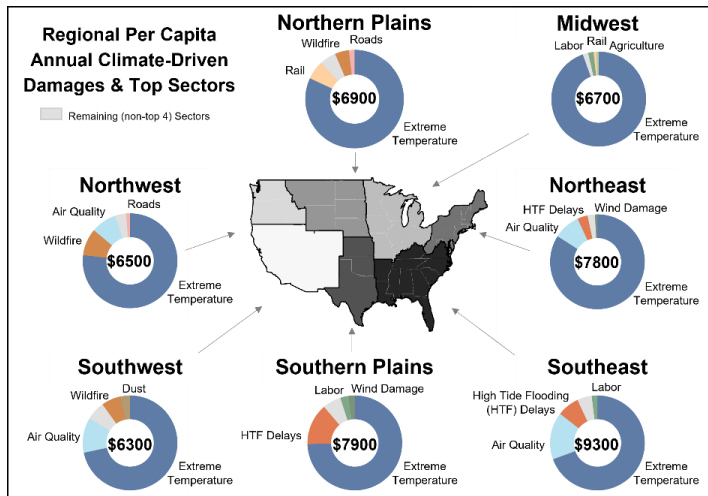 Regional Per Capita
Annual Climate-Driven
Damages & Top Sectors
Remaining (non-top 4) Sectors
Northern Plains
Wildfire
Roads
Rail
$6900
Extreme
Temperature
Midwest
Labor
Rail
Agriculture
$6700
Extreme
Temperature
Northwest
Roads
Air Quality
Wildfire
$6500
Extreme
Temperature
Northeast
HTF Delays
Wind Damage
Air Quality
$7800
Extreme
Temperature
Southwest
Wildfire
Dust
Air Quality
$6300
Extreme
Temperature
Southern Plains
Labor
Wind Damage
HTF Delays
$7900
Extreme
Temperature
Southeast
High Tide Flooding
(HTF) Delays
Labor
Air Quality
$9300
Extreme
Temperature